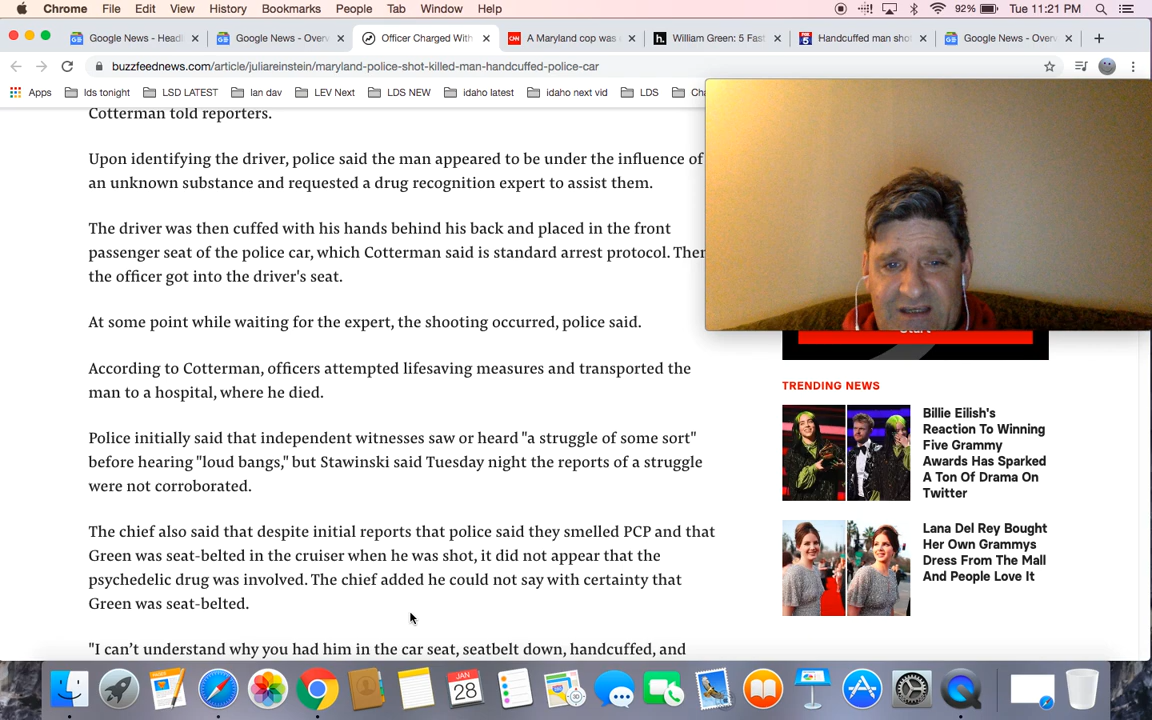 Chrome File Edit View History Bookmarks People Tab Window Help 92% Tue 11:21 PM
Google News - Head Google News - Over Officer Charged With A Maryland cop was William Green: 5 Fas Handcuffed man sho Google News - Over
buzzfeednews.com/article/juliareinstein/maryland-police-shot-killed-man-handcuffed-police-car
Apps lds tonight LSD LATEST Ian dav LEV Next LDS NEW idaho latest idaho next vid LDS
Cotterman told reporters.
Upon identifying the driver, police said the man appeared to be under the influence of
an unknown substance and requested a drug recognition expert to assist them.
The driver was then cuffed with his hands behind his back and placed in the front
passenger seat of the police car, which Cotterman said is standard arrest protocol. Then
the officer got into the driver's seat.
At some point while waiting for the expert, the shooting occurred, police said.
According to Cotterman, officers attempted lifesaving measures and transported the
man to a hospital, where he died.
Police initially said that independent witnesses saw or heard "a struggle of some sort"
before hearing "loud bangs," but Stawinski said Tuesday night the reports of a struggle
were not corroborated.
The chief also said that despite initial reports that police said they smelled PCP and that
Green was seat-belted in the cruiser when he was shot, it did not appear that the
psychedelic drug was involved. The chief added he could not say with certainty that
Green was seat-belted.
"I can't understand why you had him in the car seat, seatbelt down, handcuffed, and
TRENDING NEWS
Billie Eilish's
Reaction To Winning
Five Grammy
Awards Has Sparked
A Ton Of Drama On
Twitter
Lana Del Rey Bought
Her Own Grammys
Dress From The Mall
And People Love It
JAN
28